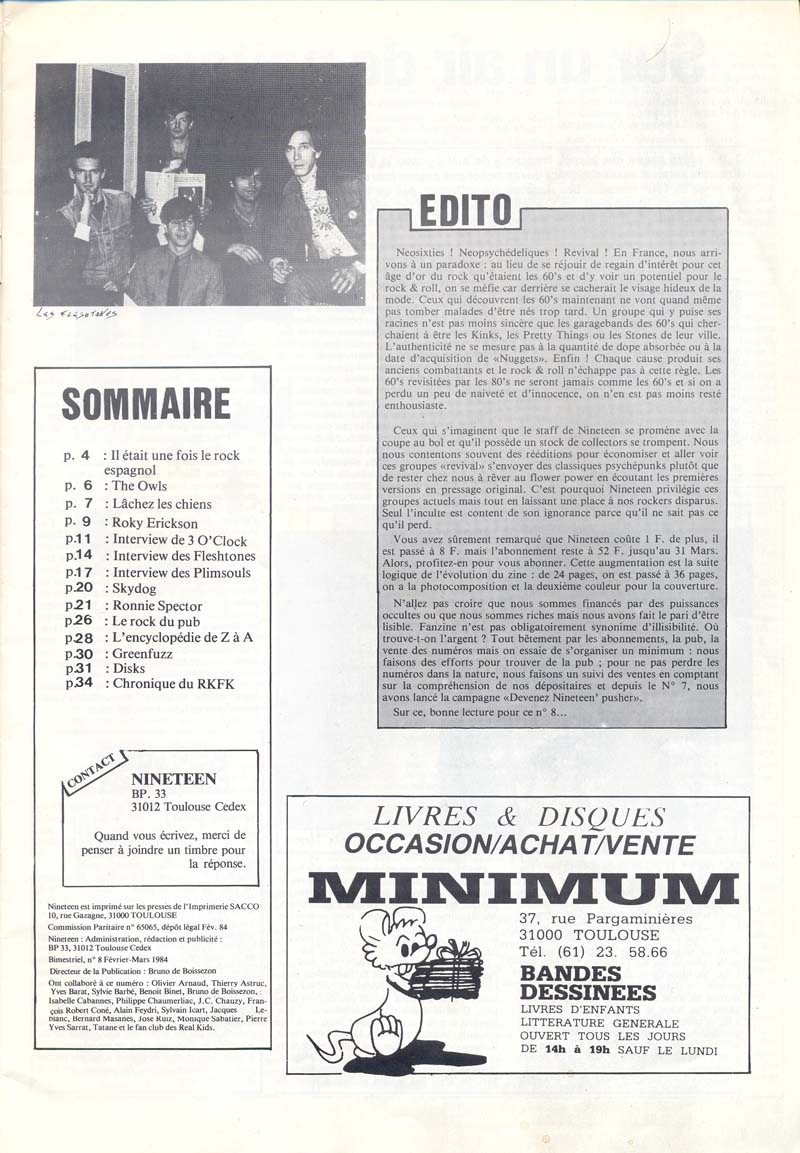 Les FLESHTONES
EDITO
Neosixties ! Neopsychédeliques ! Revival ! En France, nous arri-
vons à un paradoxe : au lieu de se réjouir de regain d'intérêt pour cet
âge d'or du rock qu'étaient les 60's et d'y voir un potentiel pour le
rock & roll, on se méfie car derrière se cacherait le visage hideux de la
mode. Ceux qui découvrent les 60's maintenant ne vont quand même
pas tomber malades d'être nés trop tard. Un groupe qui y puise ses
racines n'est pas moins sincère que les garagebands des 60's qui cher-
chaient à être les Kinks, les Pretty Things ou les Stones de leur ville.
L'authenticité ne se mesure pas à la quantité de dope absorbée ou à la
date d'acquisition de «Nuggets». Enfin ! Chaque cause produit ses
anciens combattants et le rock & roll n'échappe pas à cette règle. Les
60's revisitées par les 80's ne seront jamais comme les 60's et si on a
perdu un peu de naiveté et d'innocence, on n'en est pas moins resté
enthousiaste.
Ceux qui s'imaginent que le staff de Nineteen se promène avec la
coupe au bol et qu'il possède un stock de collectors se trompent. Nous
nous contentons souvent des rééditions pour économiser et aller voir
ces groupes «revival» s'envoyer des classiques psychépunks plutôt que
de rester chez nous à rêver au flower power en écoutant les premières
versions en pressage original. C'est pourquoi Nineteen privilégie ces
groupes actuels mais tout en laissant une place à nos rockers disparus.
Seul l'inculte est content de son ignorance parce qu'il ne sait pas ce
qu'il perd.
Vous avez sûrement remarqué que Nineteen coûte 1 F. de plus, il
est passé à 8 F. mais l'abonnement reste à 52 F. jusqu'au 31 Mars.
Alors, profitez-en pour vous abonner. Cette augmentation est la suite
logique de l'évolution du zine : de 24 pages, on est passé à 36 pages,
on a la photocomposition et la deuxième couleur pour la couverture.
N'allez pas croire que nous sommes financés par des puissances
occultes ou que nous sommes riches mais nous avons fait le pari d'être
lisible. Fanzine n'est pas obligatoirement synonime d'illisibilité. Où
trouve-t-on l'argent ? Tout bêtement par les abonnements, la pub, la
vente des numéros mais on essaie de s'organiser un minimum : nous
faisons des efforts pour trouver de la pub ; pour ne pas perdre les
numéros dans la nature, nous faisons un suivi des ventes en comptant
sur la compréhension de nos dépositaires et depuis le N° 7, nous
avons lancé la campagne «Devenez Nineteen' pusher».
Sur ce, bonne lecture pour ce n° 8...
SOMMAIRE
p. 4 : Il était une fois le rock
espagnol
p. 6 : The Owls
p. 7 : Lâchez les chiens
p. 9 : Roky Erickson
p.11 : Interview de 3 O'Clock
p.14 : Interview des Fleshtones
p.17 : Interview des Plimsouls
p.20 : Skydog
p.21 : Ronnie Spector
p.26 : Le rock du pub
p.28 : L'encyclopédie de Z à A
p.30 : Greenfuzz
p.31 : Disks
p.34 : Chronique du RKFK
CONTACT
NINETEEN
BP. 33
31012 Toulouse Cedex
Quand vous écrivez, merci de
penser à joindre un timbre pour
la réponse.
Nineteen est imprimé sur les presses de l'Imprimerie SACCO
10, rue Gazagne, 31000 TOULOUSE
Commission Paritaire n° 65065, dépôt légal Fév. 84
Nineteen : Administration, rédaction et publicité :
BP 33, 31012 Toulouse Cedex
Bimestriel, n° 8 Février-Mars 1984
Directeur de la Publication : Bruno de Boissezon
Ont collaboré à ce numéro : Olivier Arnaud, Thierry Astruc,
Yves Barat, Sylvie Barbé, Benoit Binet, Bruno de Boissezon,
Isabelle Cabannes, Philippe Chaumerliac, J.C. Chauzy, Fran-
çois Robert Coné, Alain Feydri, Sylvain Icart, Jacques Le-
blanc, Bernard Masanes, Jose Ruiz, Monique Sabatier, Pierre
Yves Sarrat, Tatane et le fan club des Real Kids.
LIVRES & DISQUES
OCCASION/ACHAT/VENTE
MINIMUM
37, rue Pargaminières
31000 TOULOUSE
Tél. (61) 23. 58.66
BANDES
DESSINEES
LIVRES D'ENFANTS
LITTERATURE GENERALE
OUVERT TOUS LES JOURS
DE 14h à 19h SAUF LE LUNDI